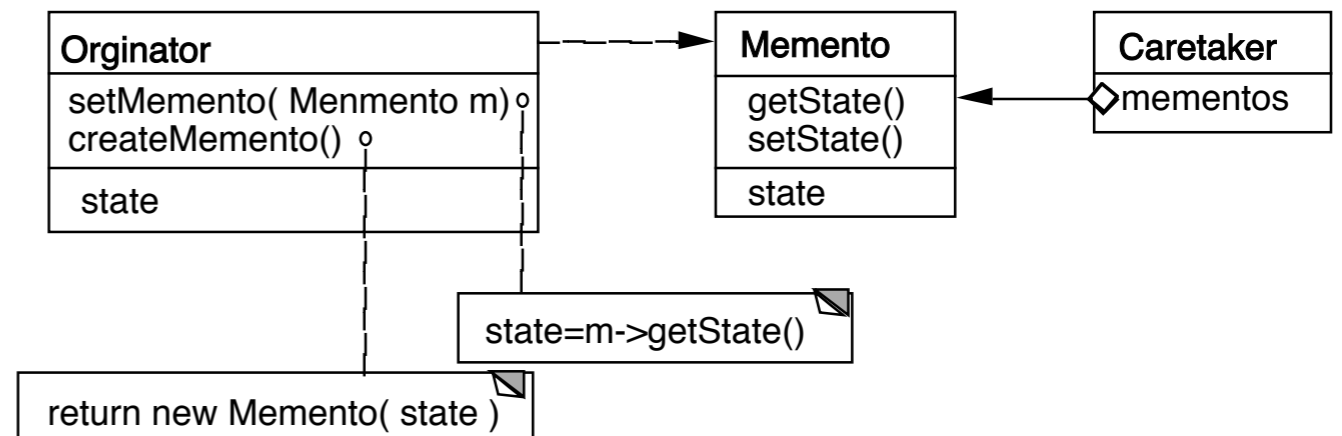 Orginator
setMemento( Menmento m)
createMemento()
state
Memento
getState()
setState()
state
Caretaker
mementos
state=m->getState()
return new Memento( state )